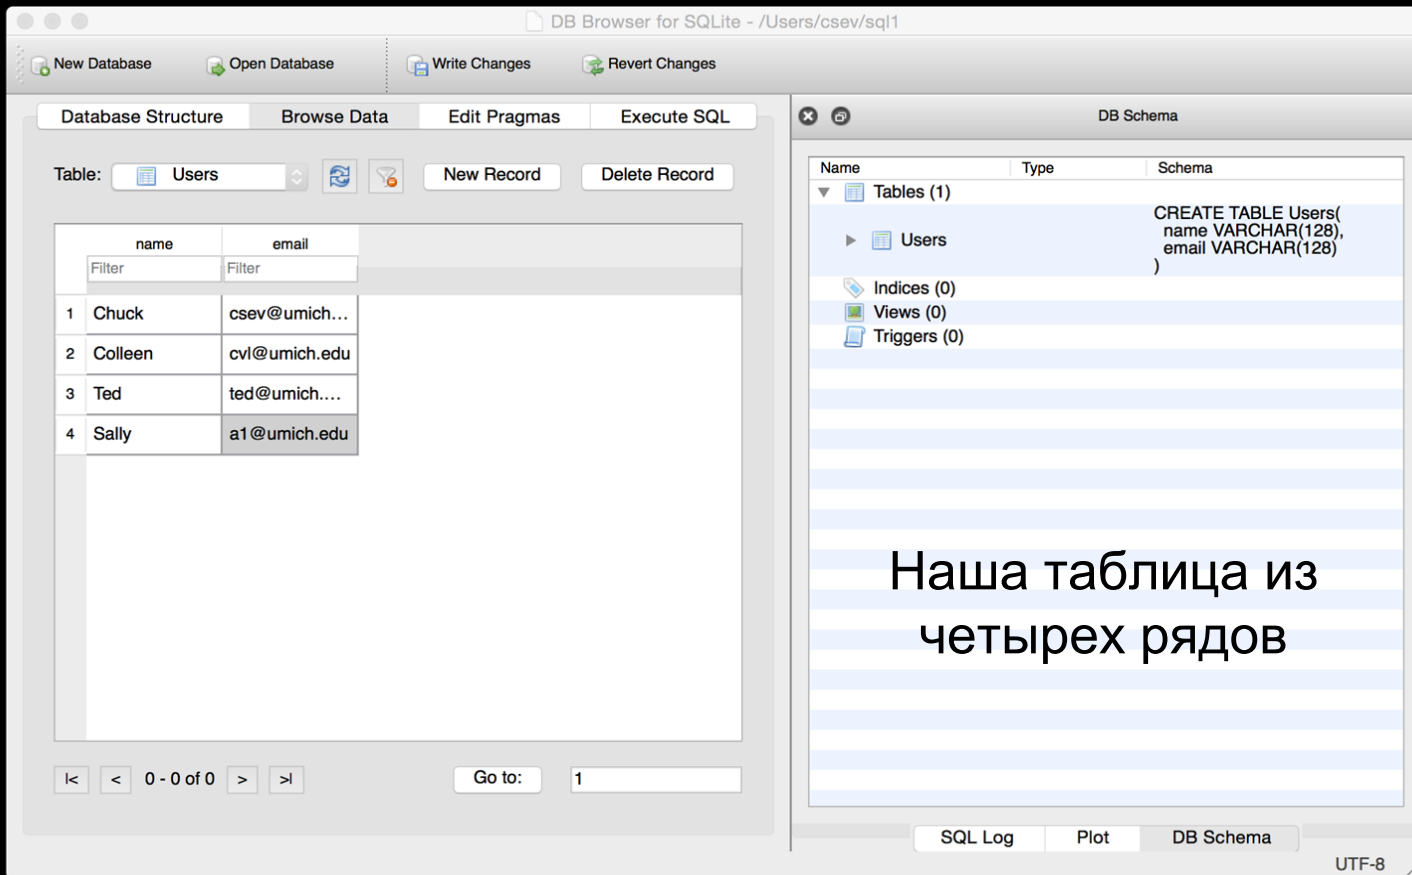 DB Browser for SQLite - /Users/csev/sql1
New Database Open Database Write Changes Revert Changes
Database Structure Browse Data Edit Pragmas Execute SQL
Table: Users New Record Delete Record
name email
Filter Filter
1 Chuck csev@umich...
2 Colleen cvl@umich.edu
3 Ted ted@umich....
4 Sally a1@umich.edu
|< < 0 - 0 of 0 > >| Go to: 1
DB Schema
Name Type Schema
Tables (1)
Users
CREATE TABLE Users(
name VARCHAR(128),
email VARCHAR(128)
)
Indices (0)
Views (0)
Triggers (0)
Наша таблица из
четырех рядов
SQL Log Plot DB Schema
UTF-8